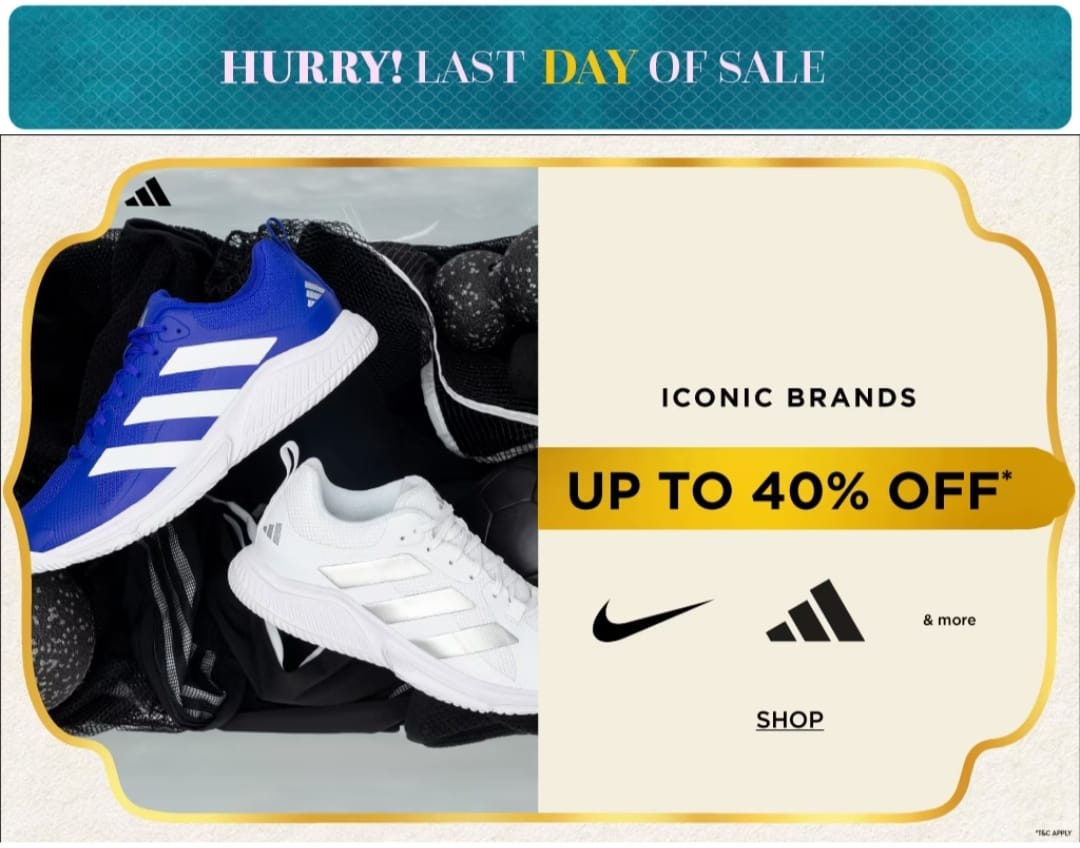 HURRY! LAST DAY OF SALE
ICONIC BRANDS
UP TO 40% OFF*
& more
SHOP
*T&C APPLY